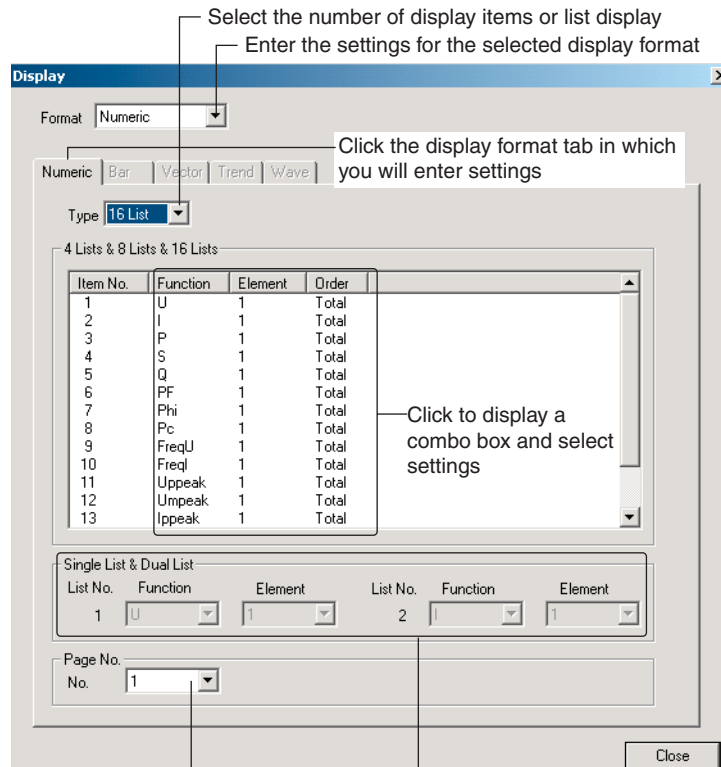 Select the number of display items or list display
Enter the settings for the selected display format
Display
Format Numeric
Click the display format tab in which
you will enter settings
Numeric Bar Vector Trend Wave
Type 16 List
4 Lists & 8 Lists & 16 Lists
Item No. Function Element Order
1 U 1 Total
2 I 1 Total
3 P 1 Total
4 S 1 Total
5 Q 1 Total
6 PF 1 Total
7 Phi 1 Total
8 Pc 1 Total
9 FreqU 1 Total
10 FreqI 1 Total
11 Uppeak 1 Total
12 Umpeak 1 Total
13 Ippeak 1 Total
Click to display a
combo box and select
settings
Single List & Dual List
List No. Function Element List No. Function Element
1 U 1 2 I 1
Page No.
No. 1
Close